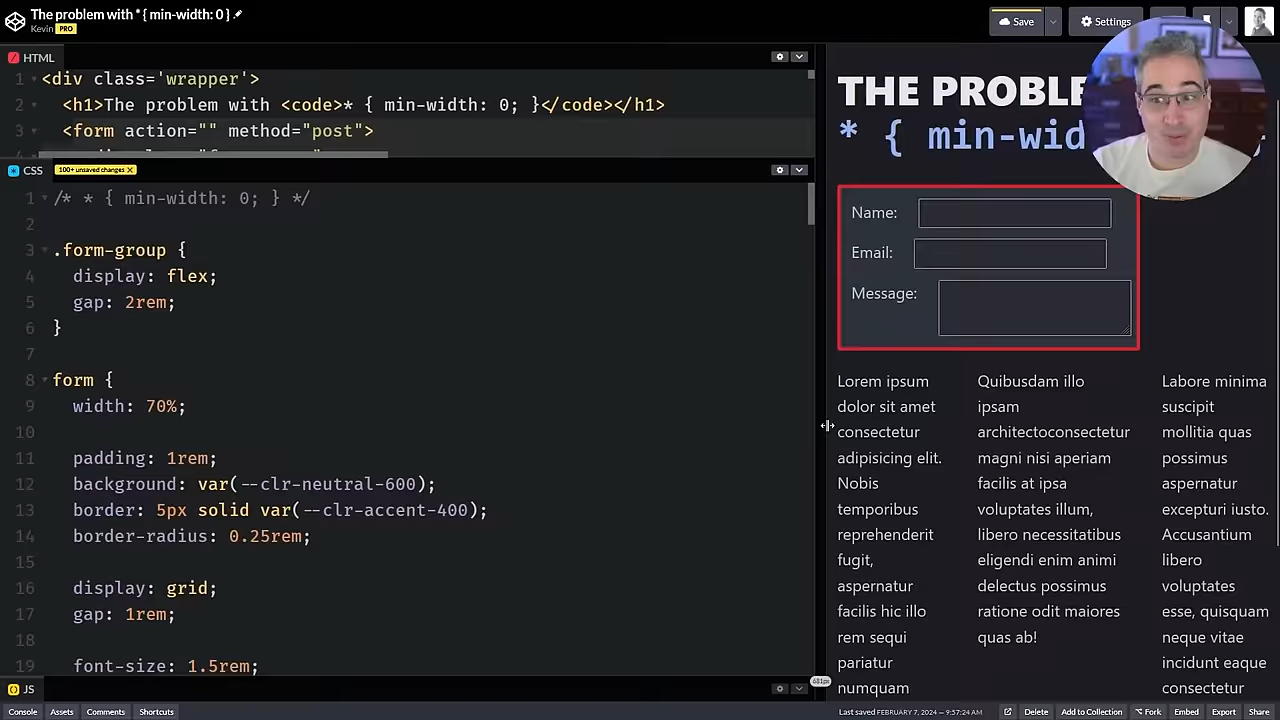 The problem with * { min-width: 0 }
Kevin PRO
Save
Settings
HTML
1 <div class='wrapper'>
2 <h1>The problem with <code>* { min-width: 0; }</code></h1>
3 <form action="" method="post">
CSS 100+ unsaved changes X
1 /* * { min-width: 0; } */
2
3 .form-group {
4 display: flex;
5 gap: 2rem;
6 }
7
8 form {
9 width: 70%;
10
11 padding: 1rem;
12 background: var(--clr-neutral-600);
13 border: 5px solid var(--clr-accent-400);
14 border-radius: 0.25rem;
15
16 display: grid;
17 gap: 1rem;
18
19 font-size: 1.5rem;
JS
681px
THE PROBLE
* { min-wid
Name:
Email:
Message:
Lorem ipsum
dolor sit amet
consectetur
adipisicing elit.
Nobis
temporibus
reprehenderit
fugit,
aspernatur
facilis hic illo
rem sequi
pariatur
numquam
Quibusdam illo
ipsam
architectoconsectetur
magni nisi aperiam
facilis at ipsa
voluptates illum,
libero necessitatibus
eligendi enim animi
delectus possimus
ratione odit maiores
quas ab!
Labore minima
suscipit
mollitia quas
possimus
aspernatur
excepturi iusto.
Accusantium
libero
voluptates
esse, quisquam
neque vitae
incidunt eaque
consectetur
Console Assets Comments Shortcuts
Last saved FEBRUARY 7, 2024 — 9:57:24 AM
Delete Add to Collection Fork Embed Export Share